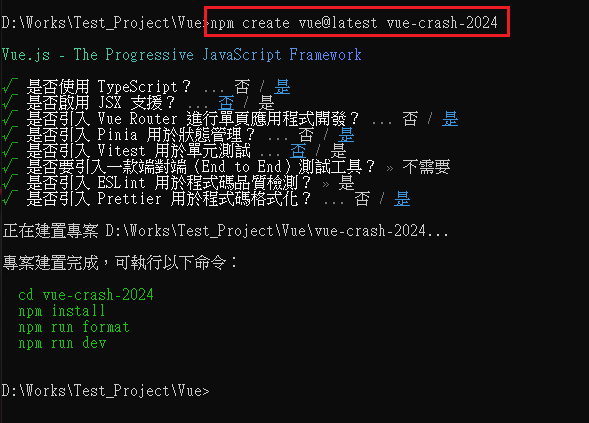 D:\Works\Test_Project\Vue>npm create vue@latest vue-crash-2024
Vue.js - The Progressive JavaScript Framework
√ 是否使用 TypeScript？ ... 否 / 是
√ 是否啟用 JSX 支援？ ... 否 / 是
√ 是否引入 Vue Router 進行單頁應用程式開發？ ... 否 / 是
√ 是否引入 Pinia 用於狀態管理？ ... 否 / 是
√ 是否引入 Vitest 用於單元測試 ... 否 / 是
√ 是否要引入一款端對端（End to End）測試工具？ » 不需要
√ 是否引入 ESLint 用於程式碼品質檢測？ » 是
√ 是否引入 Prettier 用於程式碼格式化？ ... 否 / 是
正在建置專案 D:\Works\Test_Project\Vue\vue-crash-2024...
專案建置完成，可執行以下命令：
cd vue-crash-2024
npm install
npm run format
npm run dev
D:\Works\Test_Project\Vue>